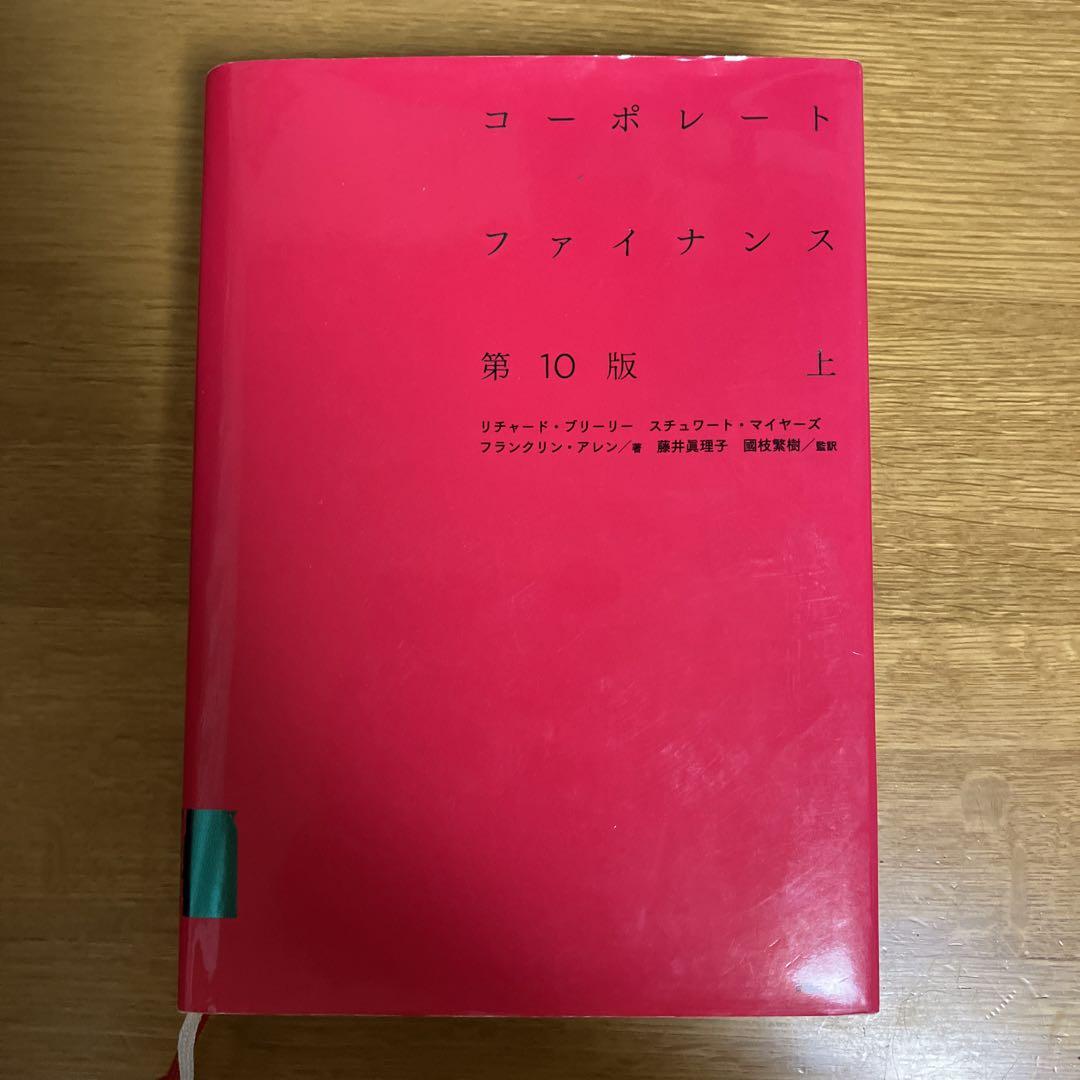 コーポレート
ファイナンス
第10版 上
リチャード・ブリーリー スチュワート・マイヤーズ
フランクリン・アレン/著 藤井眞理子 國枝繁樹/監訳